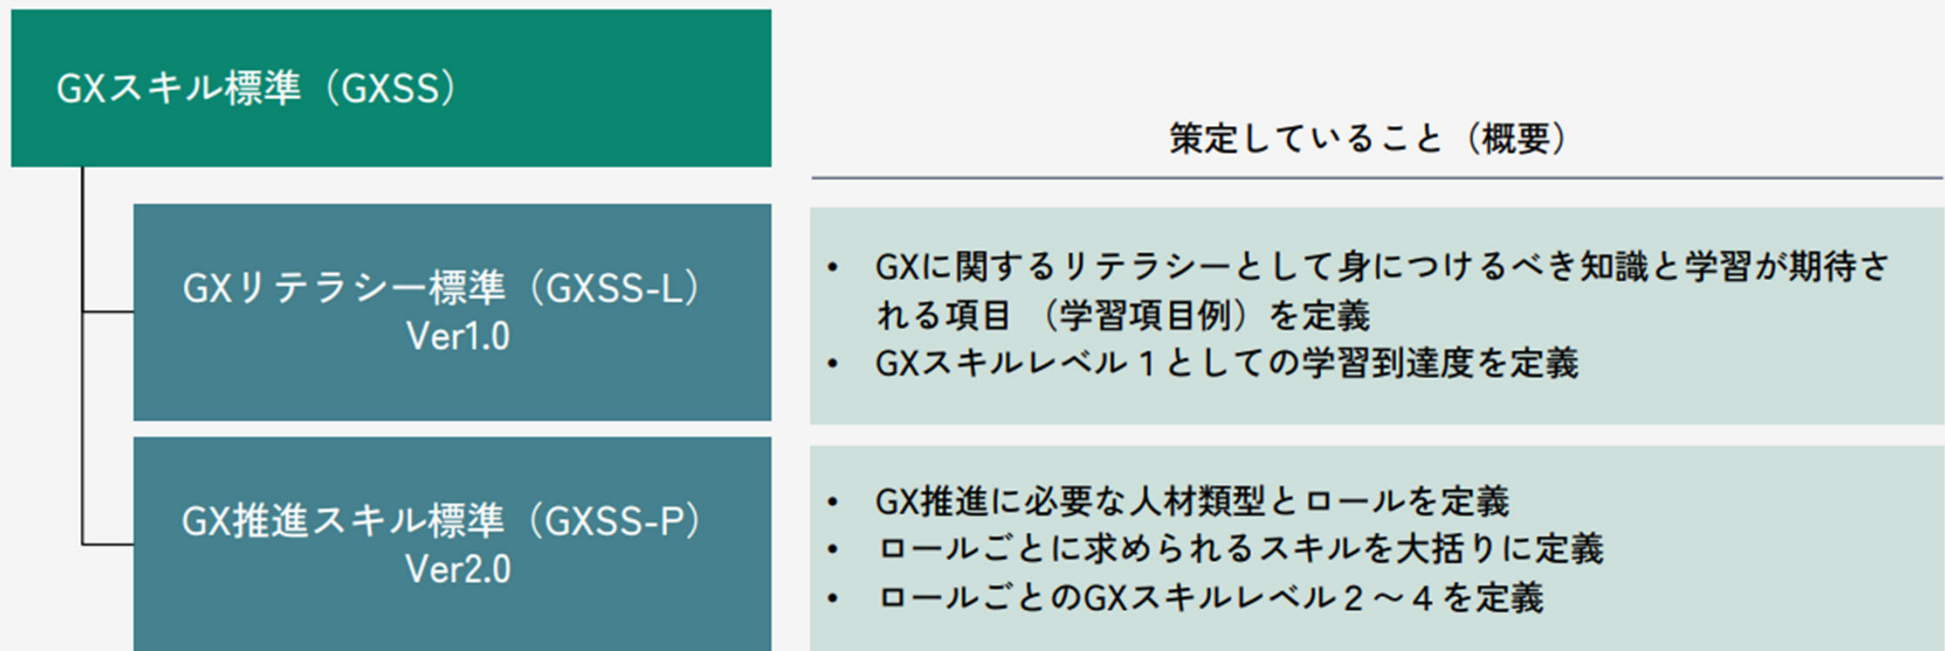 GXスキル標準（GXSS）
策定していること（概要）
GXリテラシー標準（GXSS-L）
Ver1.0
• GXに関するリテラシーとして身につけるべき知識と学習が期待さ
れる項目 （学習項目例）を定義
• GXスキルレベル１としての学習到達度を定義
GX推進スキル標準（GXSS-P）
Ver2.0
• GX推進に必要な人材類型とロールを定義
• ロールごとに求められるスキルを大括りに定義
• ロールごとのGXスキルレベル２～４を定義